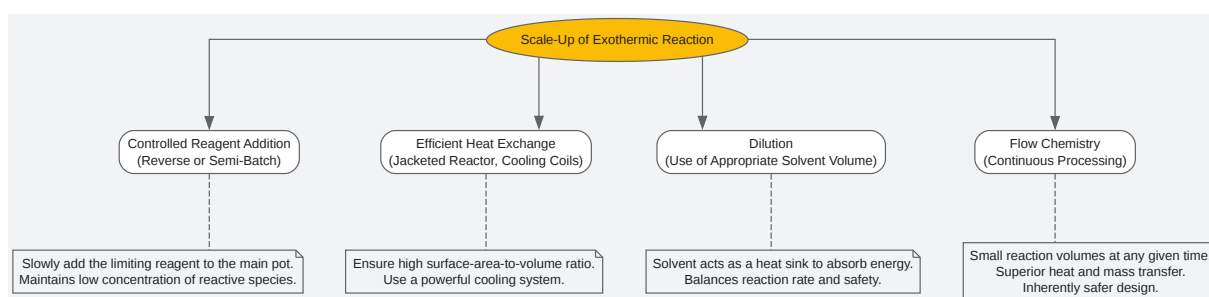 Scale-Up of Exothermic Reaction
Controlled Reagent Addition
(Reverse or Semi-Batch)
Efficient Heat Exchange
(Jacketed Reactor, Cooling Coils)
Dilution
(Use of Appropriate Solvent Volume)
Flow Chemistry
(Continuous Processing)
Slowly add the limiting reagent to the main pot.
Maintains low concentration of reactive species.
Ensure high surface-area-to-volume ratio.
Use a powerful cooling system.
Solvent acts as a heat sink to absorb energy.
Balances reaction rate and safety.
Small reaction volumes at any given time
Superior heat and mass transfer.
Inherently safer design.